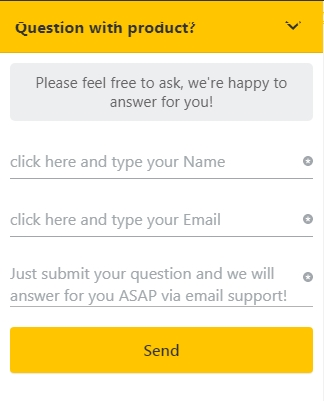 Question with product?
Please feel free to ask, we're happy to
answer for you!
click here and type your Name
click here and type your Email
Just submit your question and we will
answer for you ASAP via email support!
Send